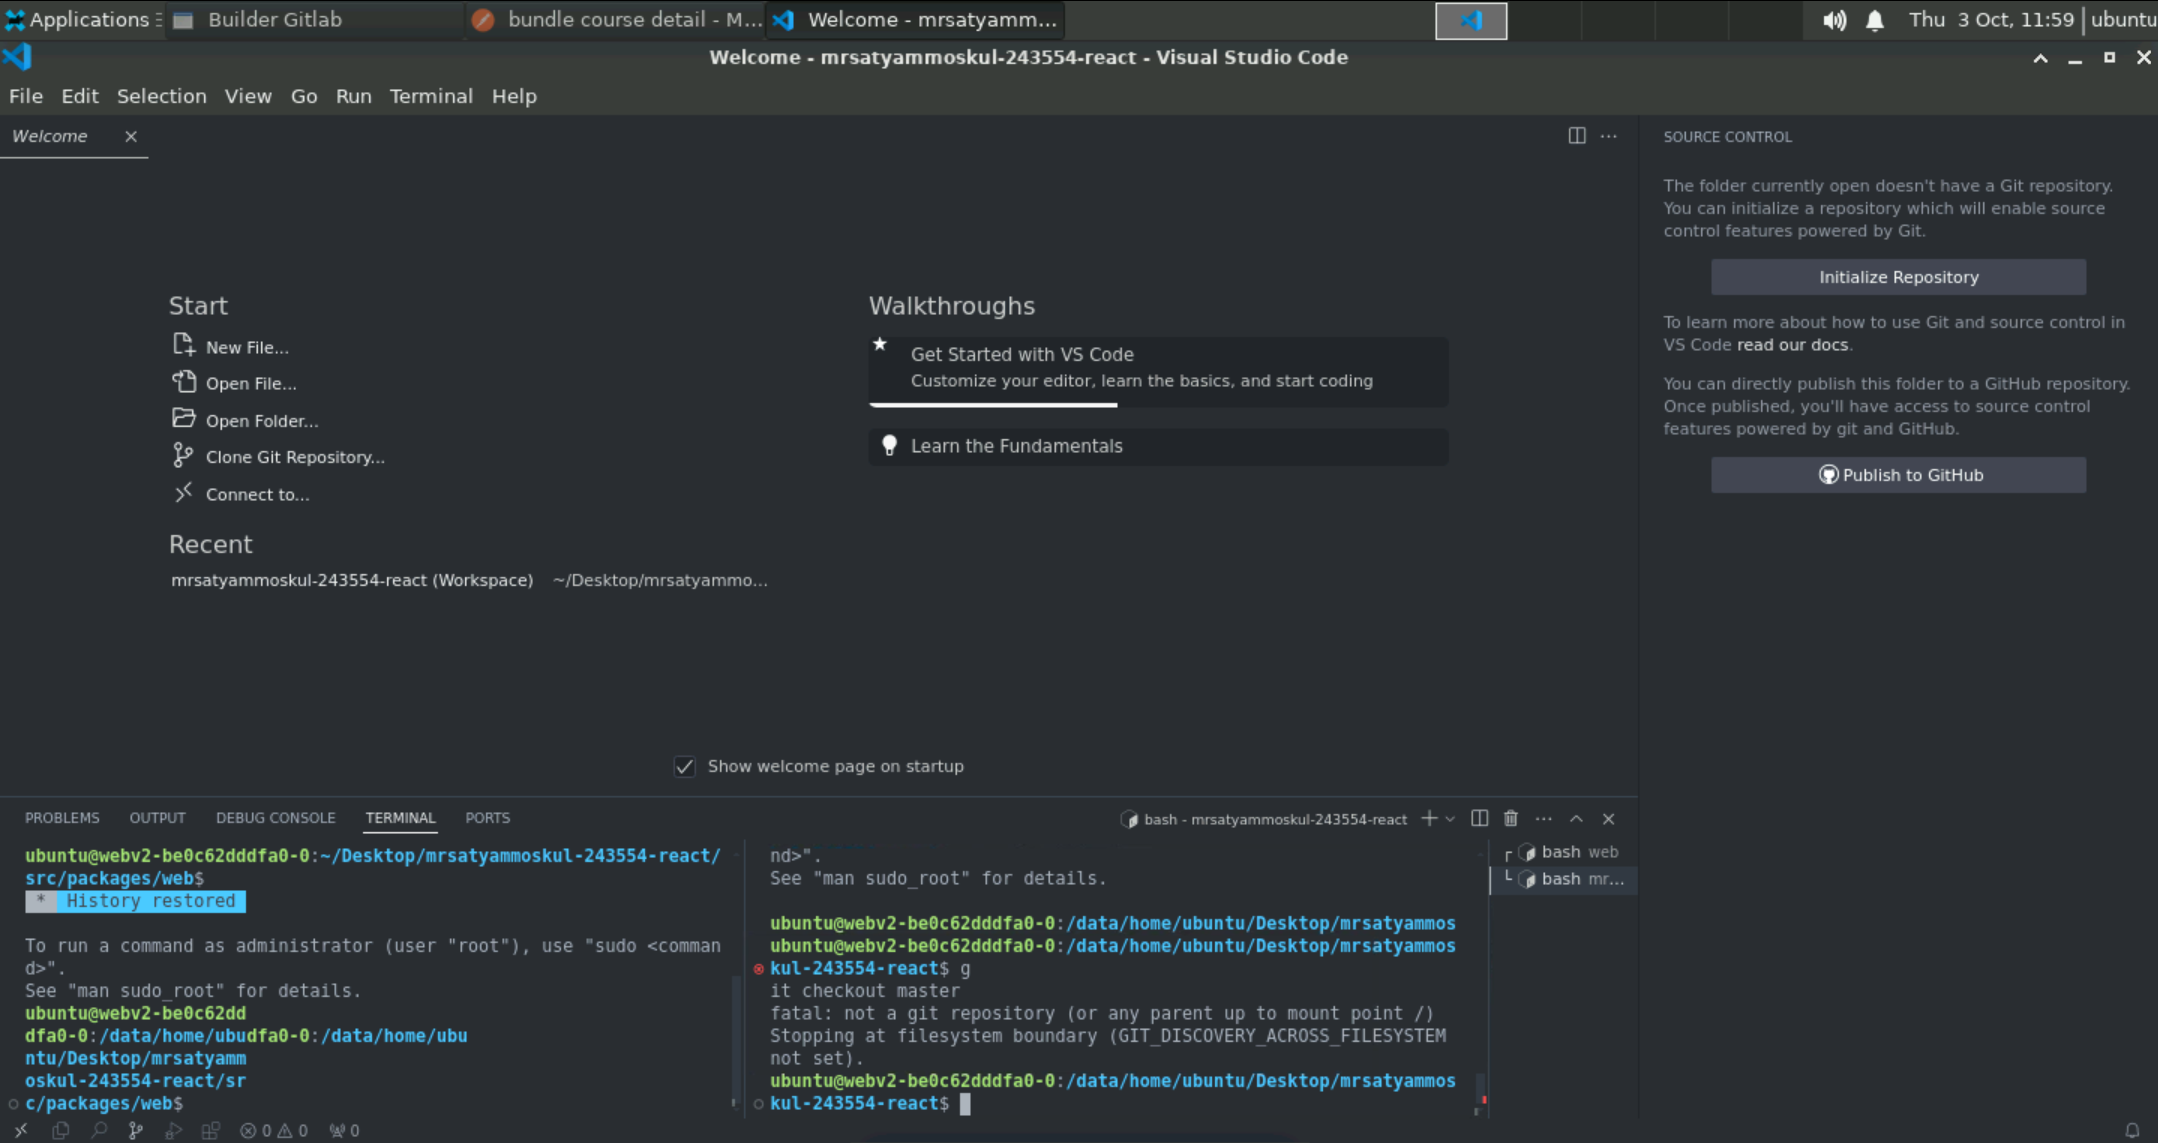 Applications
Builder Gitlab
bundle course detail - M...
Welcome - mrsatyamm...
Thu 3 Oct, 11:59
ubuntu
Welcome - mrsatyammoskul-243554-react - Visual Studio Code
File Edit Selection View Go Run Terminal Help
Welcome
SOURCE CONTROL
The folder currently open doesn't have a Git repository.
You can initialize a repository which will enable source
control features powered by Git.
Initialize Repository
To learn more about how to use Git and source control in
VS Code read our docs.
You can directly publish this folder to a GitHub repository.
Once published, you'll have access to source control
features powered by git and GitHub.
Publish to GitHub
Start
New File...
Open File...
Open Folder...
Clone Git Repository...
Connect to...
Recent
mrsatyammoskul-243554-react (Workspace) ~/Desktop/mrsatyammo...
Walkthroughs
Get Started with VS Code
Customize your editor, learn the basics, and start coding
Learn the Fundamentals
Show welcome page on startup
PROBLEMS OUTPUT DEBUG CONSOLE TERMINAL PORTS
bash - mrsatyammoskul-243554-react
ubuntu@webv2-be0c62dddfa0-0:~/Desktop/mrsatyammoskul-243554-react/
src/packages/web$
* History restored
To run a command as administrator (user "root"), use "sudo <comman
d>".
See "man sudo_root" for details.
ubuntu@webv2-be0c62dd
dfa0-0:/data/home/ubudfa0-0:/data/home/ubu
ntu/Desktop/mrsatyamm
oskul-243554-react/sr
c/packages/web$
nd>".
See "man sudo_root" for details.
ubuntu@webv2-be0c62dddfa0-0:/data/home/ubuntu/Desktop/mrsatyammos
ubuntu@webv2-be0c62dddfa0-0:/data/home/ubuntu/Desktop/mrsatyammos
kul-243554-react$ g
it checkout master
fatal: not a git repository (or any parent up to mount point /)
Stopping at filesystem boundary (GIT_DISCOVERY_ACROSS_FILESYSTEM
not set).
ubuntu@webv2-be0c62dddfa0-0:/data/home/ubuntu/Desktop/mrsatyammos
kul-243554-react$
bash web
bash mr...
0 0 0